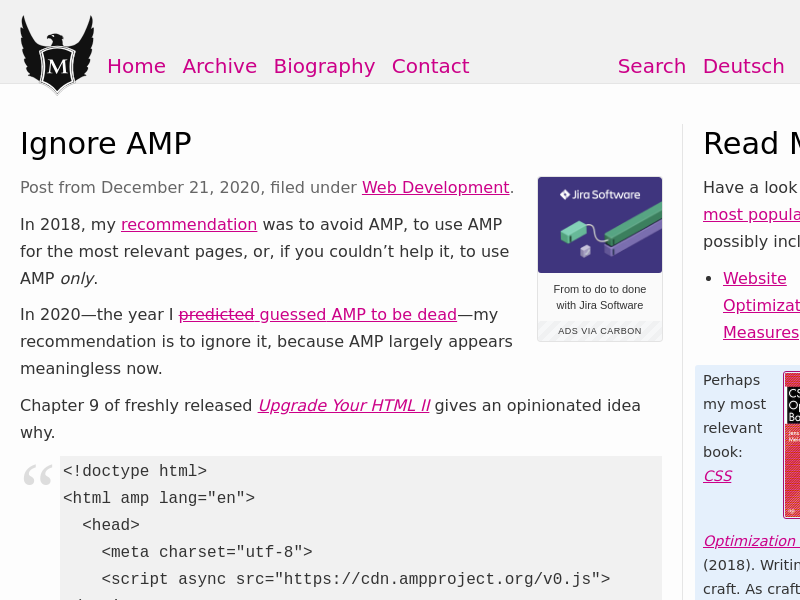 M
Home Archive Biography Contact Search Deutsch
Ignore AMP
Post from December 21, 2020, filed under Web Development.
In 2018, my recommendation was to avoid AMP, to use AMP
for the most relevant pages, or, if you couldn’t help it, to use
AMP only.
In 2020—the year I predicted guessed AMP to be dead—my
recommendation is to ignore it, because AMP largely appears
meaningless now.
Chapter 9 of freshly released Upgrade Your HTML II gives an opinionated idea
why.
“
<!doctype html>
<html amp lang="en">
<head>
<meta charset="utf-8">
<script async src="https://cdn.ampproject.org/v0.js">
Jira Software
From to do to done
with Jira Software
ADS VIA CARBON
Read
Have a look
most popula
possibly incl
• Website
Optimizat
Measures
Perhaps
my most
relevant
book:
CSS
Optimization
(2018). Writin
craft. As craft